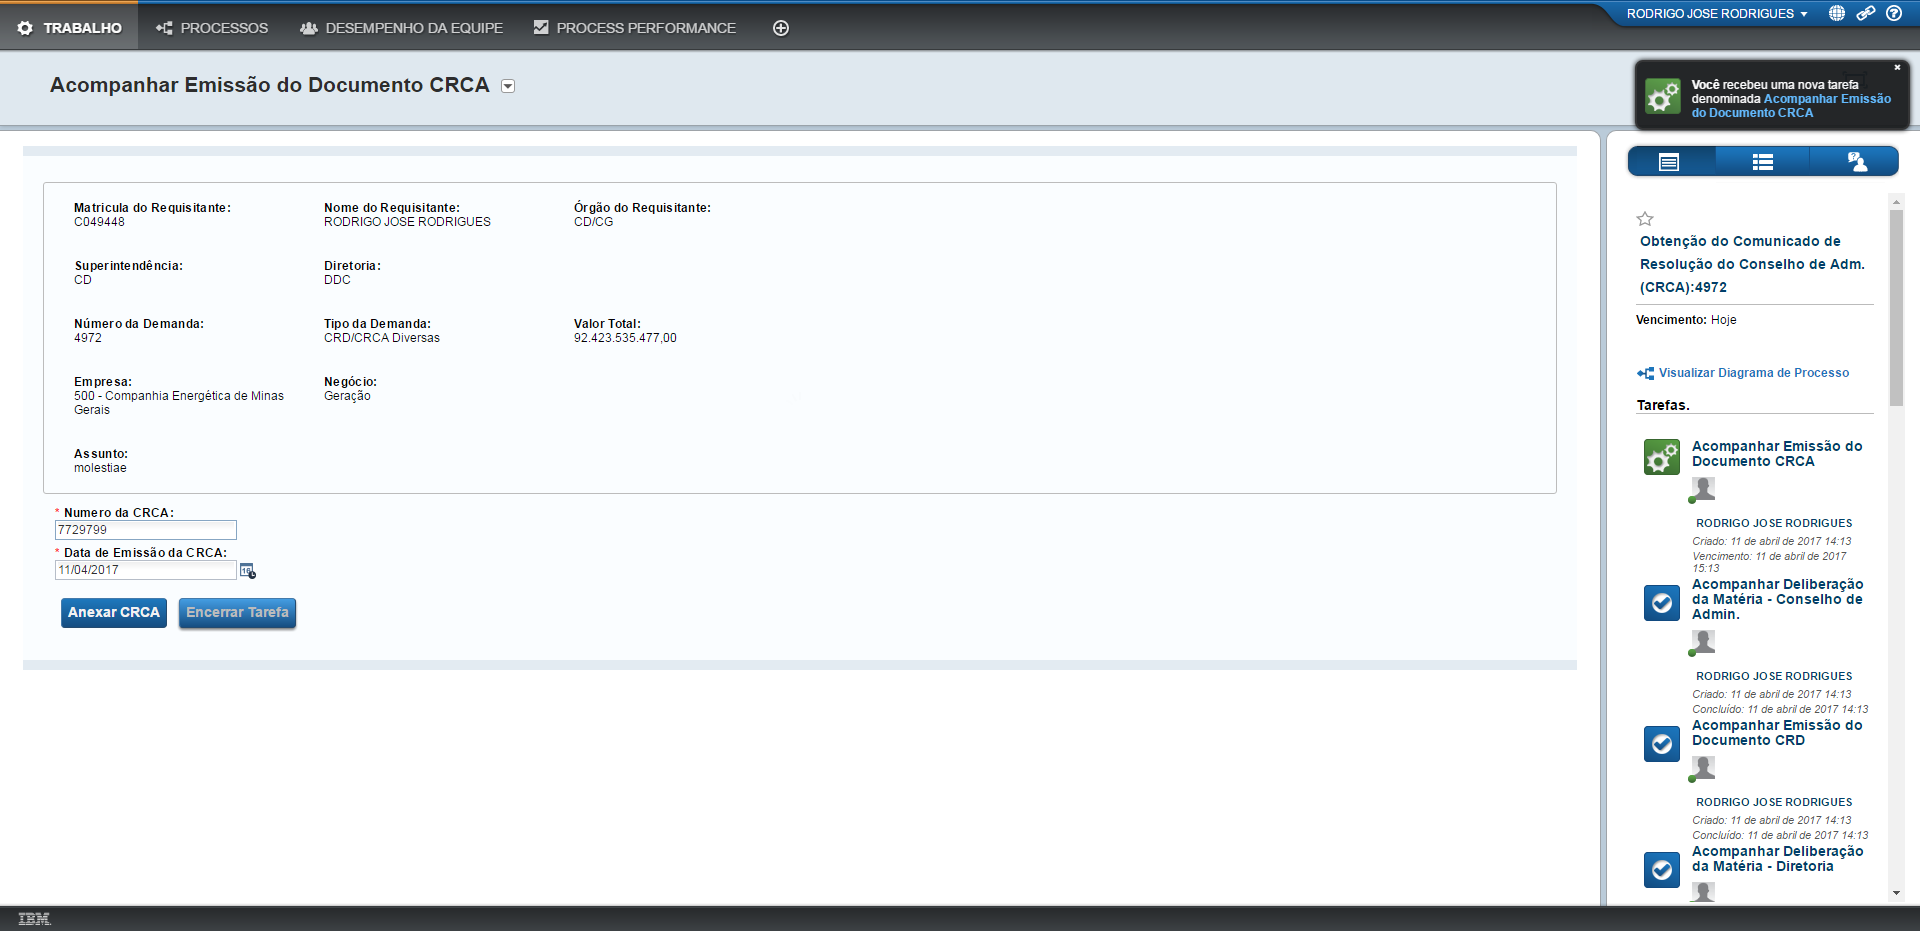 TRABALHO
PROCESSOS
DESEMPENHO DA EQUIPE
PROCESS PERFORMANCE
RODRIGO JOSE RODRIGUES
Acompanhar Emissão do Documento CRCA
Você recebeu uma nova tarefa
denominada Acompanhar Emissão
do Documento CRCA
Matricula do Requisitante:
C049448
Nome do Requisitante:
RODRIGO JOSE RODRIGUES
Órgão do Requisitante:
CD/CG
Superintendência:
CD
Diretoria:
DDC
Número da Demanda:
4972
Tipo da Demanda:
CRD/CRCA Diversas
Valor Total:
92.423.535.477,00
Empresa:
500 - Companhia Energética de Minas
Gerais
Negócio:
Geração
Assunto:
molestiae
* Numero da CRCA:
7729799
* Data de Emissão da CRCA:
11/04/2017
16
Anexar CRCA
Encerrar Tarefa
Obtenção do Comunicado de
Resolução do Conselho de Adm.
(CRCA):4972
Vencimento: Hoje
Visualizar Diagrama de Processo
Tarefas.
Acompanhar Emissão do
Documento CRCA
RODRIGO JOSE RODRIGUES
Criado: 11 de abril de 2017 14:13
Vencimento: 11 de abril de 2017
15:13
Acompanhar Deliberação
da Matéria - Conselho de
Admin.
RODRIGO JOSE RODRIGUES
Criado: 11 de abril de 2017 14:13
Concluído: 11 de abril de 2017 14:13
Acompanhar Emissão do
Documento CRD
RODRIGO JOSE RODRIGUES
Criado: 11 de abril de 2017 14:13
Concluído: 11 de abril de 2017 14:13
Acompanhar Deliberação
da Matéria - Diretoria
IBM